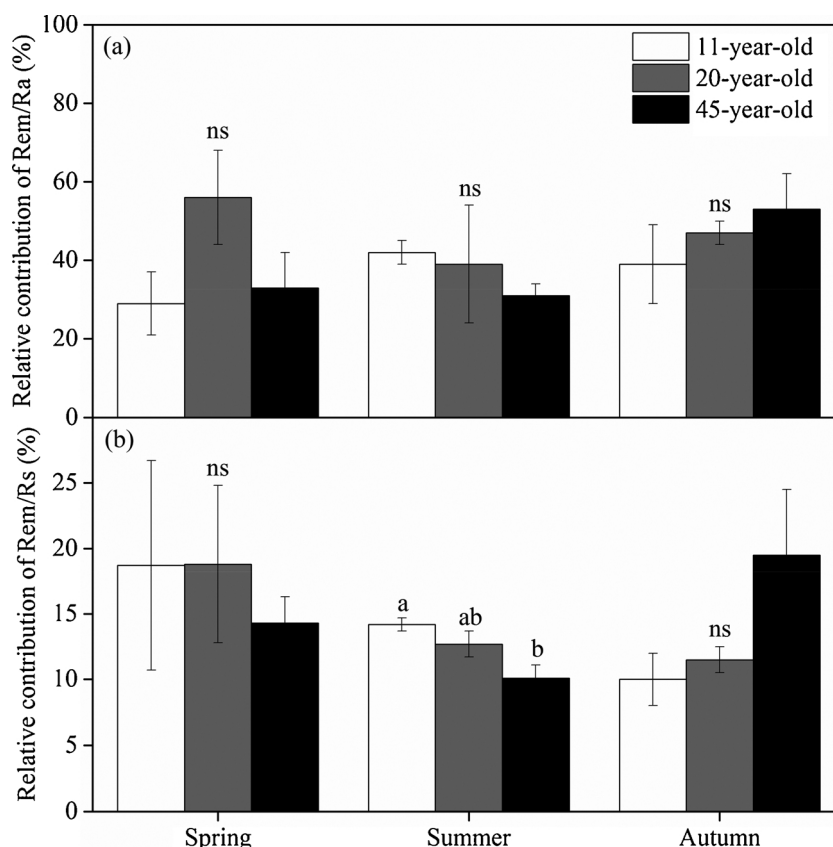 (a)
11-year-old
20-year-old
45-year-old
Relative contribution of Rem/Ra (%)
100
80
60
40
20
0
ns
ns
ns
(b)
Relative contribution of Rem/Rs (%)
25
20
15
10
5
0
ns
a
ab
b
ns
Spring Summer Autumn